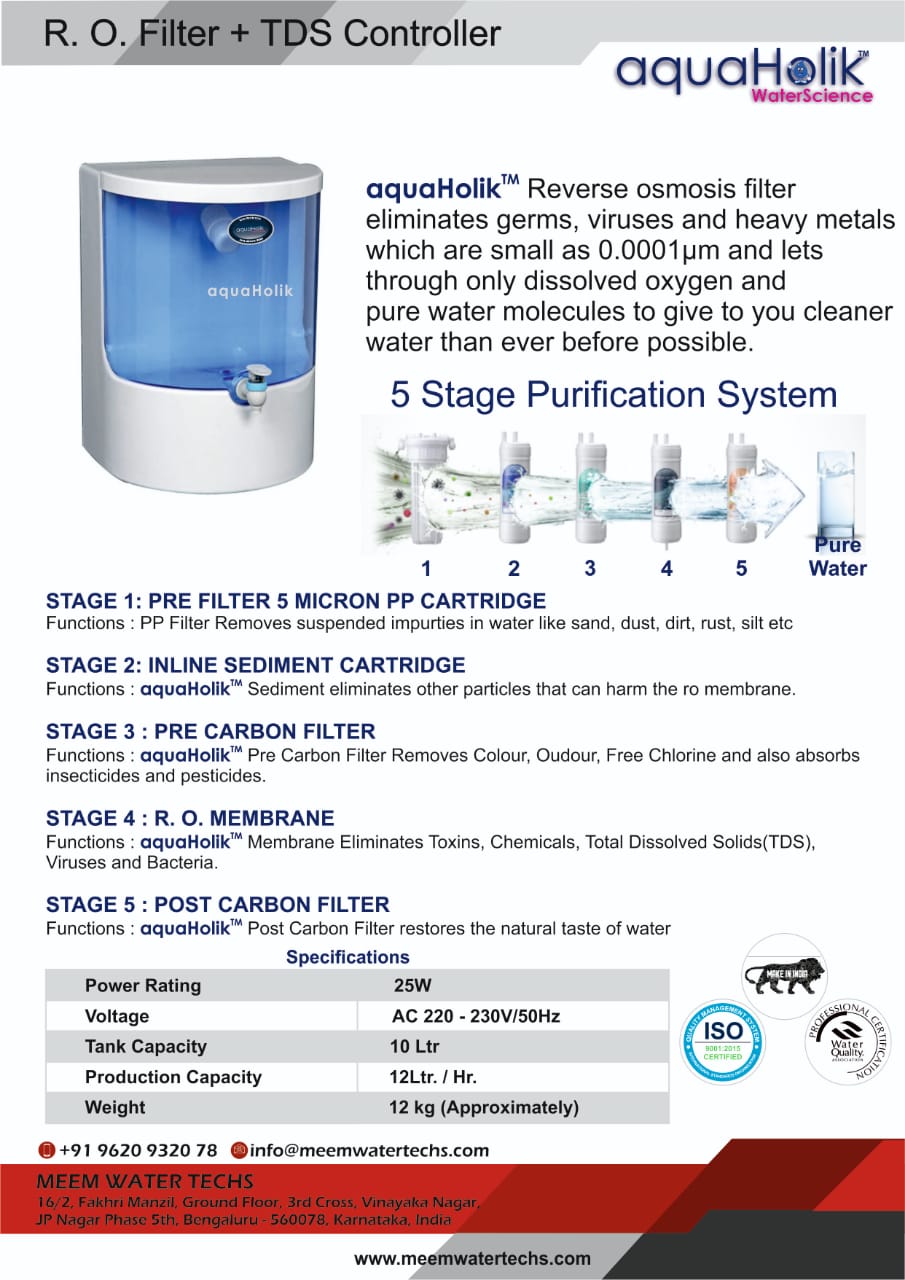 R. O. Filter + TDS Controller
aquaHolik™
WaterScience
aquaHolik
aquaHolik
aquaHolik™ Reverse osmosis filter
eliminates germs, viruses and heavy metals
which are small as 0.0001µm and lets
through only dissolved oxygen and
pure water molecules to give to you cleaner
water than ever before possible.
5 Stage Purification System
1 2 3 4 5 Pure
Water
STAGE 1: PRE FILTER 5 MICRON PP CARTRIDGE
Functions : PP Filter Removes suspended impurties in water like sand, dust, dirt, rust, silt etc
STAGE 2: INLINE SEDIMENT CARTRIDGE
Functions : aquaHolik™ Sediment eliminates other particles that can harm the ro membrane.
STAGE 3 : PRE CARBON FILTER
Functions : aquaHolik™ Pre Carbon Filter Removes Colour, Oudour, Free Chlorine and also absorbs
insecticides and pesticides.
STAGE 4 : R. O. MEMBRANE
Functions : aquaHolik™ Membrane Eliminates Toxins, Chemicals, Total Dissolved Solids(TDS),
Viruses and Bacteria.
STAGE 5 : POST CARBON FILTER
Functions : aquaHolik™ Post Carbon Filter restores the natural taste of water
Specifications
Power Rating 25W
Voltage AC 220 - 230V/50Hz
Tank Capacity 10 Ltr
Production Capacity 12Ltr. / Hr.
Weight 12 kg (Approximately)
MAKE IN INDIA
QUALITY MANAGEMENT SYSTEM
ISO
9001:2015
CERTIFIED
PROFESSIONAL CERTIFICATION
Water
Quality
ASSOCIATION
+91 9620 9320 78 info@meemwatertechs.com
MEEM WATER TECHS
16/2, Fakhri Manzil, Ground Floor, 3rd Cross, Vinayaka Nagar,
JP Nagar Phase 5th, Bengaluru - 560078, Karnataka, India
www.meemwatertechs.com